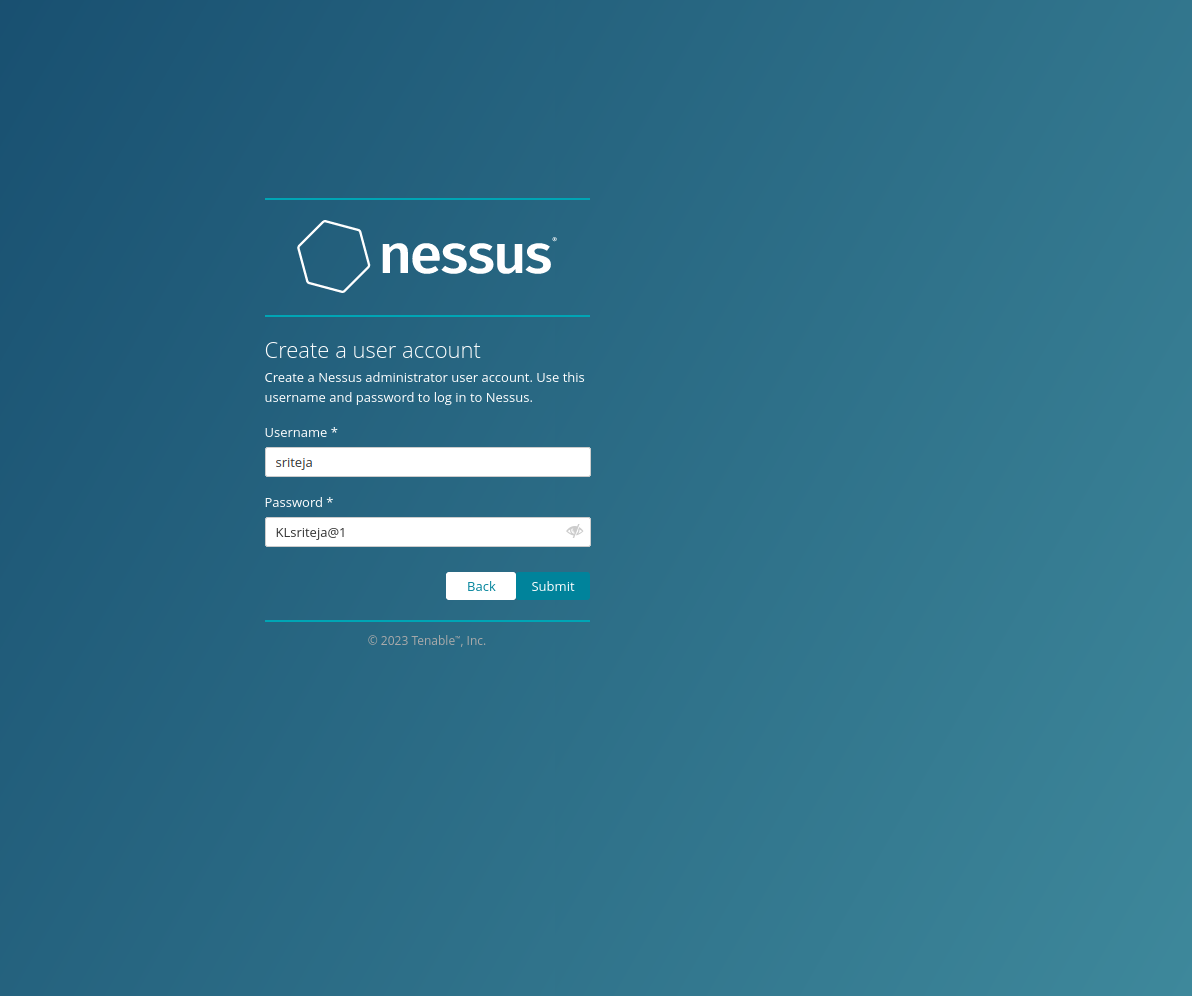 nessus®
Create a user account
Create a Nessus administrator user account. Use this
username and password to log in to Nessus.
Username *
sriteja
Password *
KLsriteja@1
Back Submit
© 2023 Tenable™, Inc.